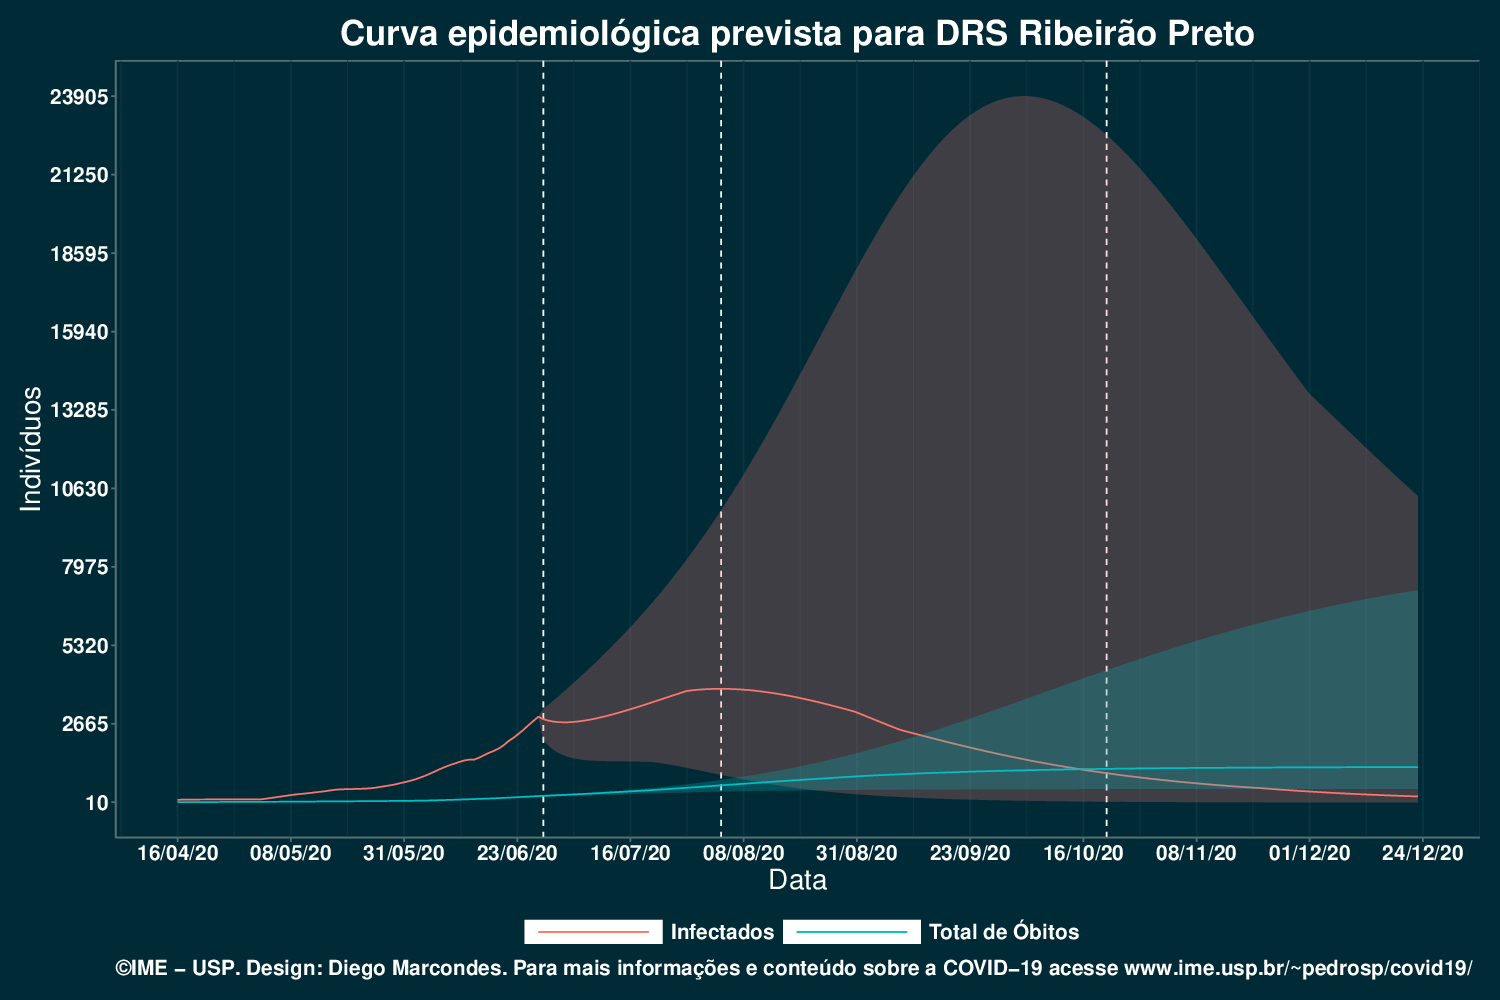 Curva epidemiológica prevista para DRS Ribeirão Preto
23905
21250
18595
15940
13285
10630
7975
5320
2665
10
Indivíduos
16/04/20 08/05/20 31/05/20 23/06/20 16/07/20 08/08/20 31/08/20 23/09/20 16/10/20 08/11/20 01/12/20 24/12/20
Data
Infectados Total de Óbitos
©IME − USP. Design: Diego Marcondes. Para mais informações e conteúdo sobre a COVID−19 acesse www.ime.usp.br/~pedrosp/covid19/